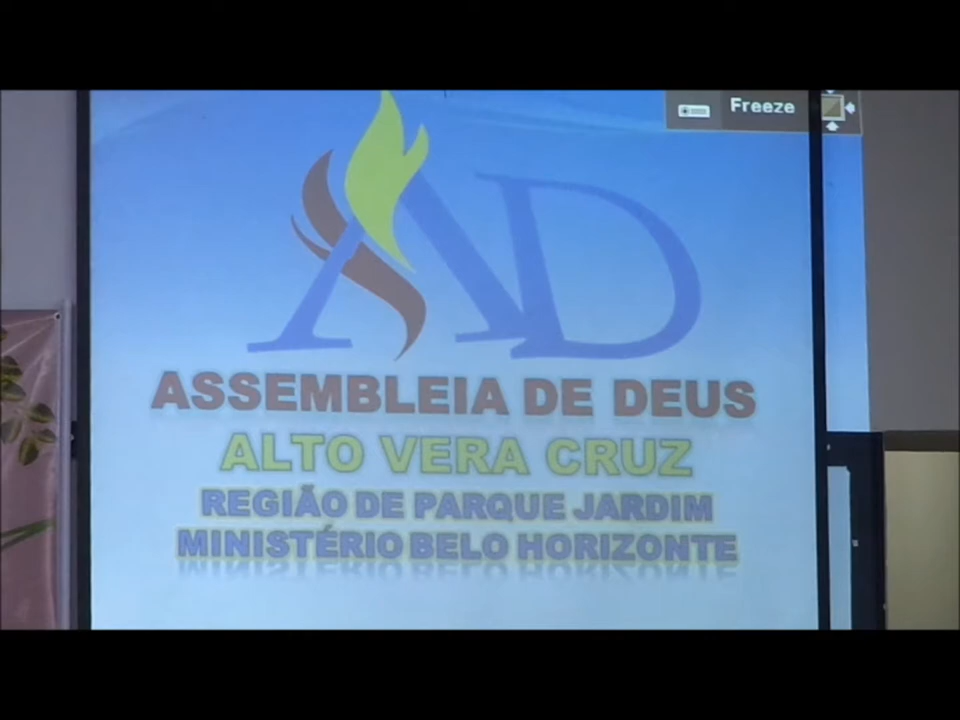 Freeze
AD
ASSEMBLEIA DE DEUS
ALTO VERA CRUZ
REGIÃO DE PARQUE JARDIM
MINISTÉRIO BELO HORIZONTE